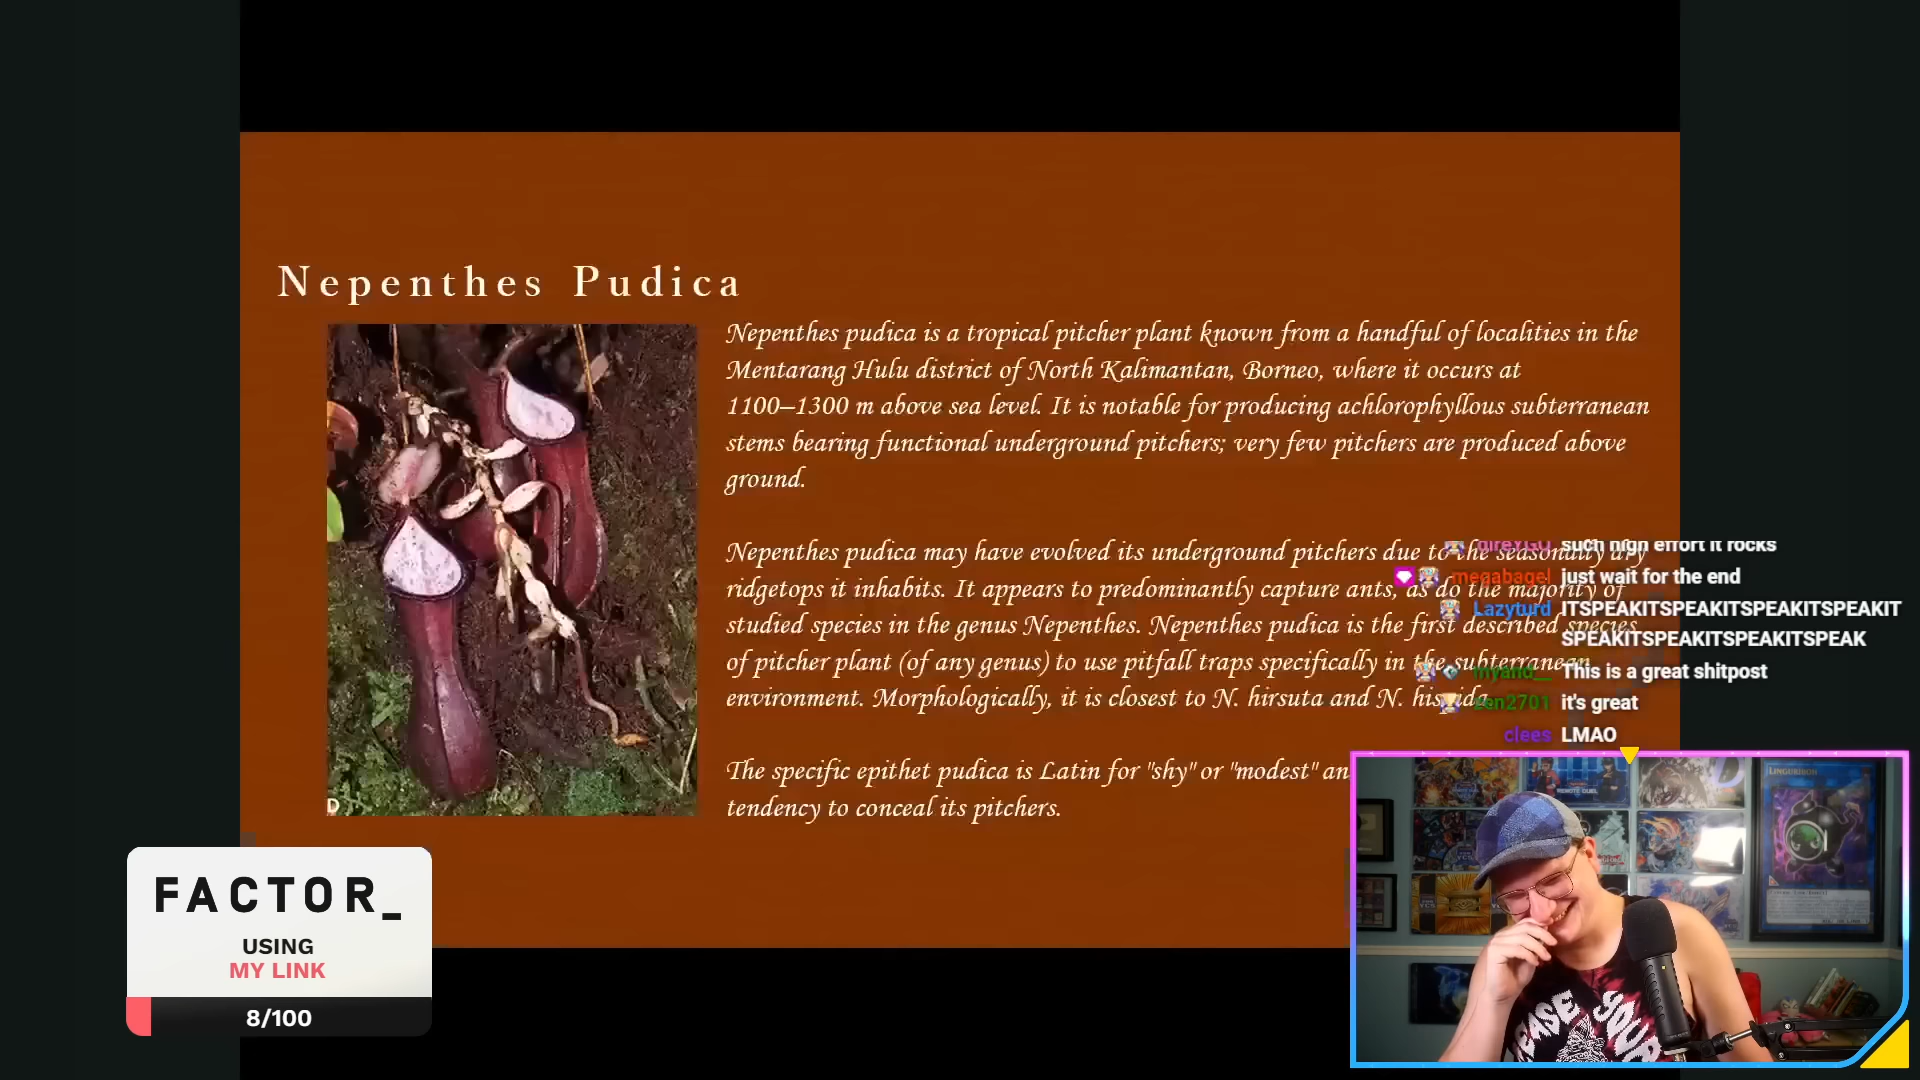 Nepenthes Pudica
Nepenthes pudica is a tropical pitcher plant known from a handful of localities in the
Mentarang Hulu district of North Kalimantan, Borneo, where it occurs at
1100–1300 m above sea level. It is notable for producing achlorophyllous subterranean
stems bearing functional underground pitchers; very few pitchers are produced above
ground.
Nepenthes pudica may have evolved its underground pitchers due to the seasonally dry
ridgetops it inhabits. It appears to predominantly capture ants, as do the majority of
studied species in the genus Nepenthes. Nepenthes pudica is the first described species
of pitcher plant (of any genus) to use pitfall traps specifically in the subterranean
environment. Morphologically, it is closest to N. hirsuta and N. hispida.
The specific epithet pudica is Latin for "shy" or "modest" an
tendency to conceal its pitchers.
D
such high effort it rocks
megabagel just wait for the end
Lazyturd ITSPEAKITSPEAKITSPEAKITSPEAKIT
SPEAKITSPEAKITSPEAKITSPEAK
This is a great shitpost
zen2701 it's great
clees LMAO
FACTOR_
USING
MY LINK
8/100
LINGURIBOH